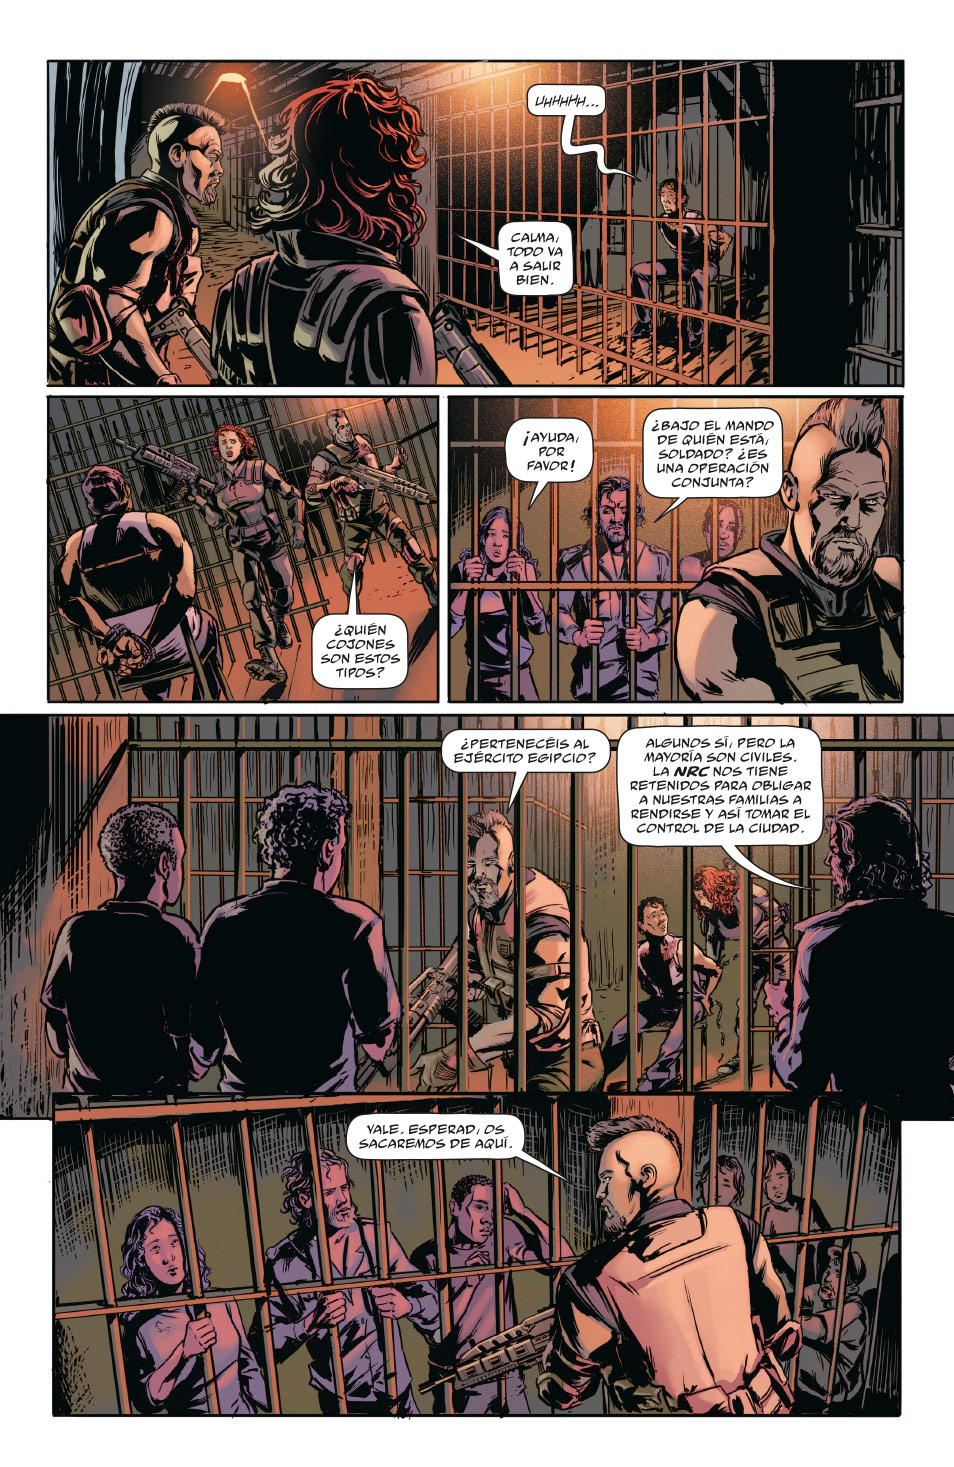 UHHHHH...
CALMA,
TODO VA
A SALIR
BIEN.
¿QUIÉN
COJONES
SON ESTOS
TIPOS?
¡AYUDA,
POR
FAVOR!
¿BAJO EL MANDO
DE QUIÉN ESTÁ,
SOLDADO? ¿ES
UNA OPERACIÓN
CONJUNTA?
¿PERTENECÉIS AL
EJÉRCITO EGIPCIO?
ALGUNOS SÍ, PERO LA
MAYORÍA SON CIVILES.
LA NRC NOS TIENE
RETENIDOS PARA OBLIGAR
A NUESTRAS FAMILIAS A
RENDIRSE Y ASÍ TOMAR EL
CONTROL DE LA CIUDAD.
VALE. ESPERAD, OS
SACAREMOS DE AQUÍ.